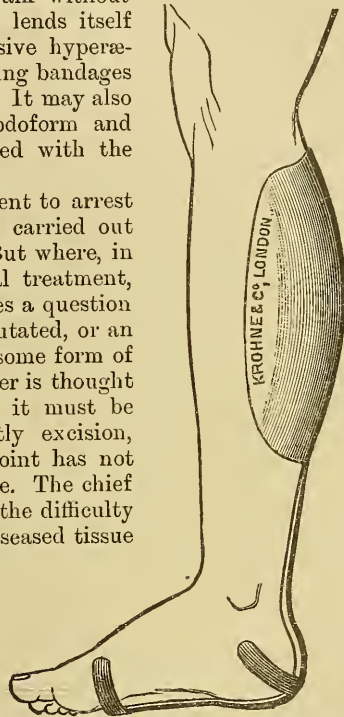 lends itself
sive hyperæ-
ing bandages
It may also
odoform and
ed with the
ent to arrest
carried out
But where, in
l treatment,
es a question
utated, or an
some form of
er is thought
it must be
tly excision,
oint has not
e. The chief
the difficulty
seased tissue
KROHNE & Co, LONDON